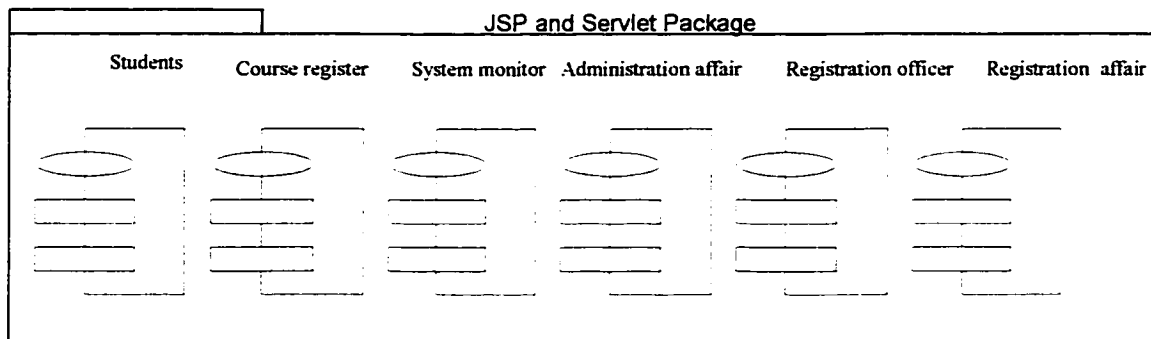 JSP and Servlet Package
Students Course register System monitor Administration affair Registration officer Registration affair